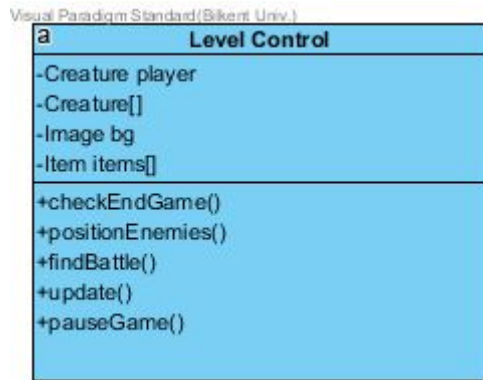 Visual Paradigm Standard(Bilkent Univ.)
a
Level Control
-Creature player
-Creature[]
-Image bg
-Item items[]
+checkEndGame()
+positionEnemies()
+findBattle()
+update()
+pauseGame()